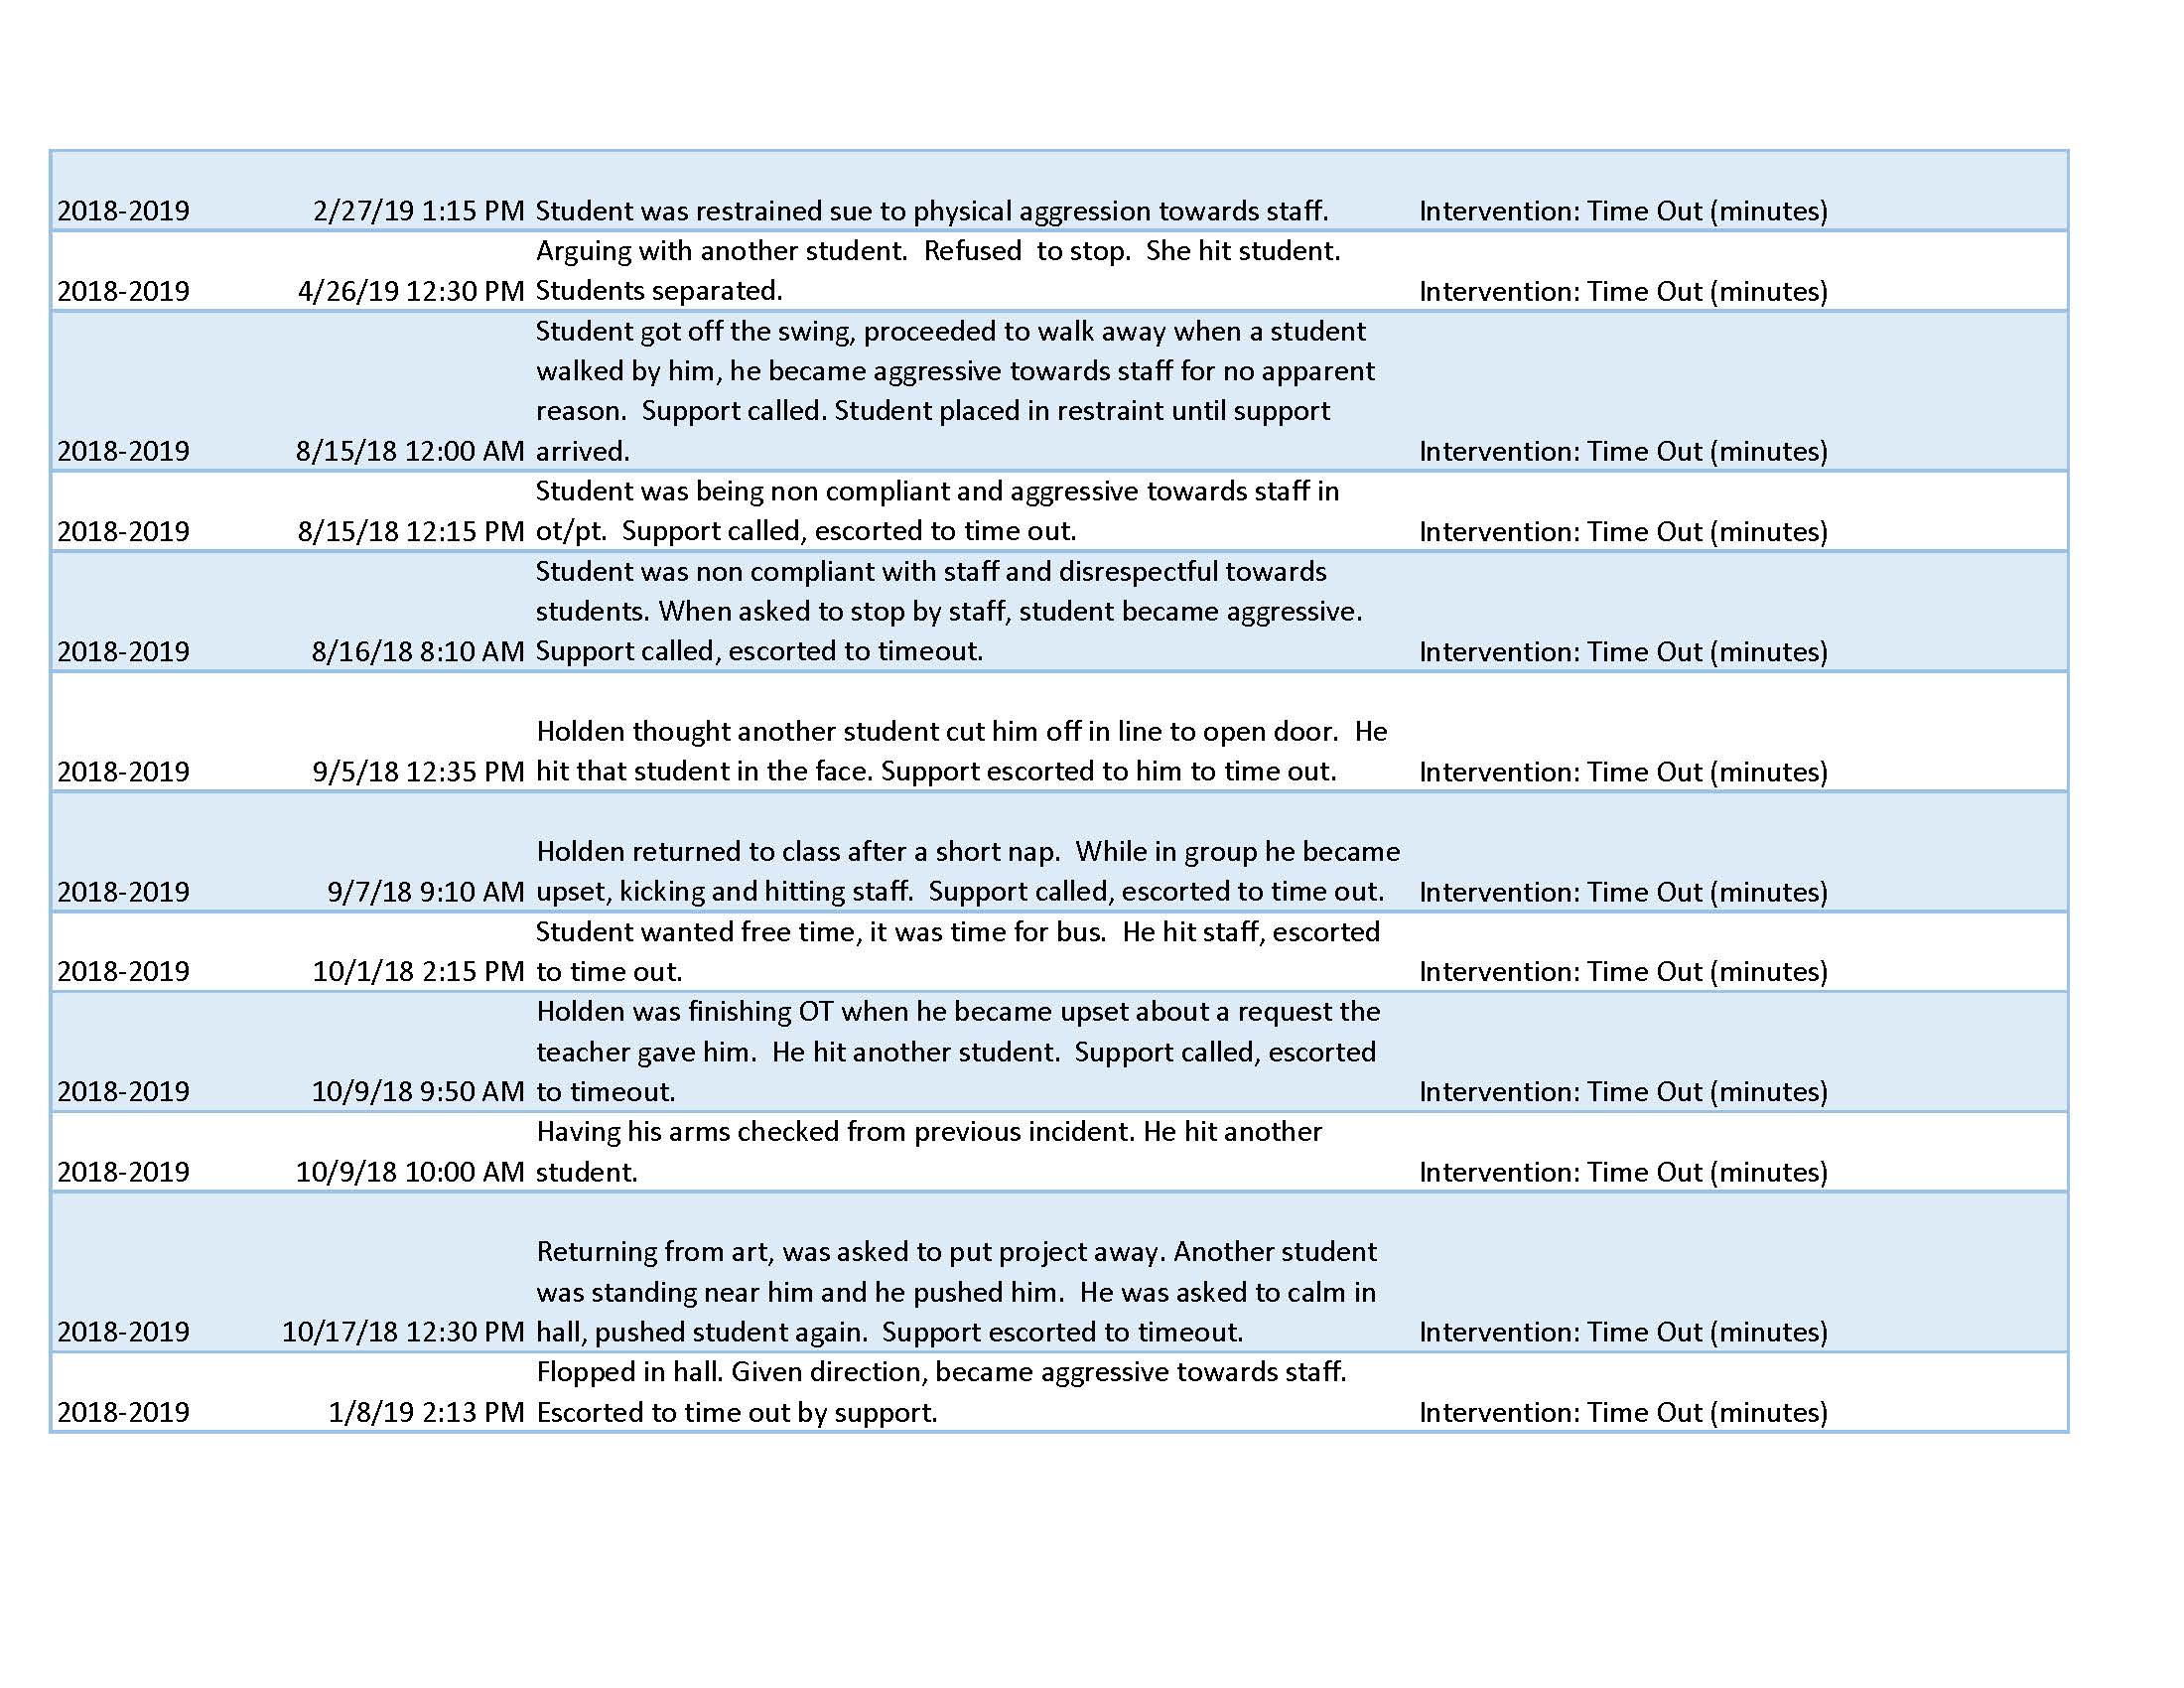 2018-2019 2/27/19 1:15 PM Student was restrained sue to physical aggression towards staff. Intervention: Time Out (minutes)
Arguing with another student.  Refused  to stop.  She hit student.
2018-2019 4/26/19 12:30 PM Students separated. Intervention: Time Out (minutes)
Student got off the swing, proceeded to walk away when a student
walked by him, he became aggressive towards staff for no apparent
reason.  Support called. Student placed in restraint until support
2018-2019 8/15/18 12:00 AM arrived. Intervention: Time Out (minutes)
Student was being non compliant and aggressive towards staff in
2018-2019 8/15/18 12:15 PM ot/pt.  Support called, escorted to time out. Intervention: Time Out (minutes)
Student was non compliant with staff and disrespectful towards
students. When asked to stop by staff, student became aggressive.
2018-2019 8/16/18 8:10 AM Support called, escorted to timeout. Intervention: Time Out (minutes)
Holden thought another student cut him off in line to open door.  He
2018-2019 9/5/18 12:35 PM hit that student in the face. Support escorted to him to time out. Intervention: Time Out (minutes)
Holden returned to class after a short nap.  While in group he became
2018-2019 9/7/18 9:10 AM upset, kicking and hitting staff.  Support called, escorted to time out. Intervention: Time Out (minutes)
Student wanted free time, it was time for bus.  He hit staff, escorted
2018-2019 10/1/18 2:15 PM to time out. Intervention: Time Out (minutes)
Holden was finishing OT when he became upset about a request the
teacher gave him.  He hit another student.  Support called, escorted
2018-2019 10/9/18 9:50 AM to timeout. Intervention: Time Out (minutes)
Having his arms checked from previous incident. He hit another
2018-2019 10/9/18 10:00 AM student. Intervention: Time Out (minutes)
Returning from art, was asked to put project away. Another student
was standing near him and he pushed him.  He was asked to calm in
2018-2019 10/17/18 12:30 PM hall, pushed student again.  Support escorted to timeout. Intervention: Time Out (minutes)
Flopped in hall. Given direction, became aggressive towards staff.
2018-2019 1/8/19 2:13 PM Escorted to time out by support. Intervention: Time Out (minutes)